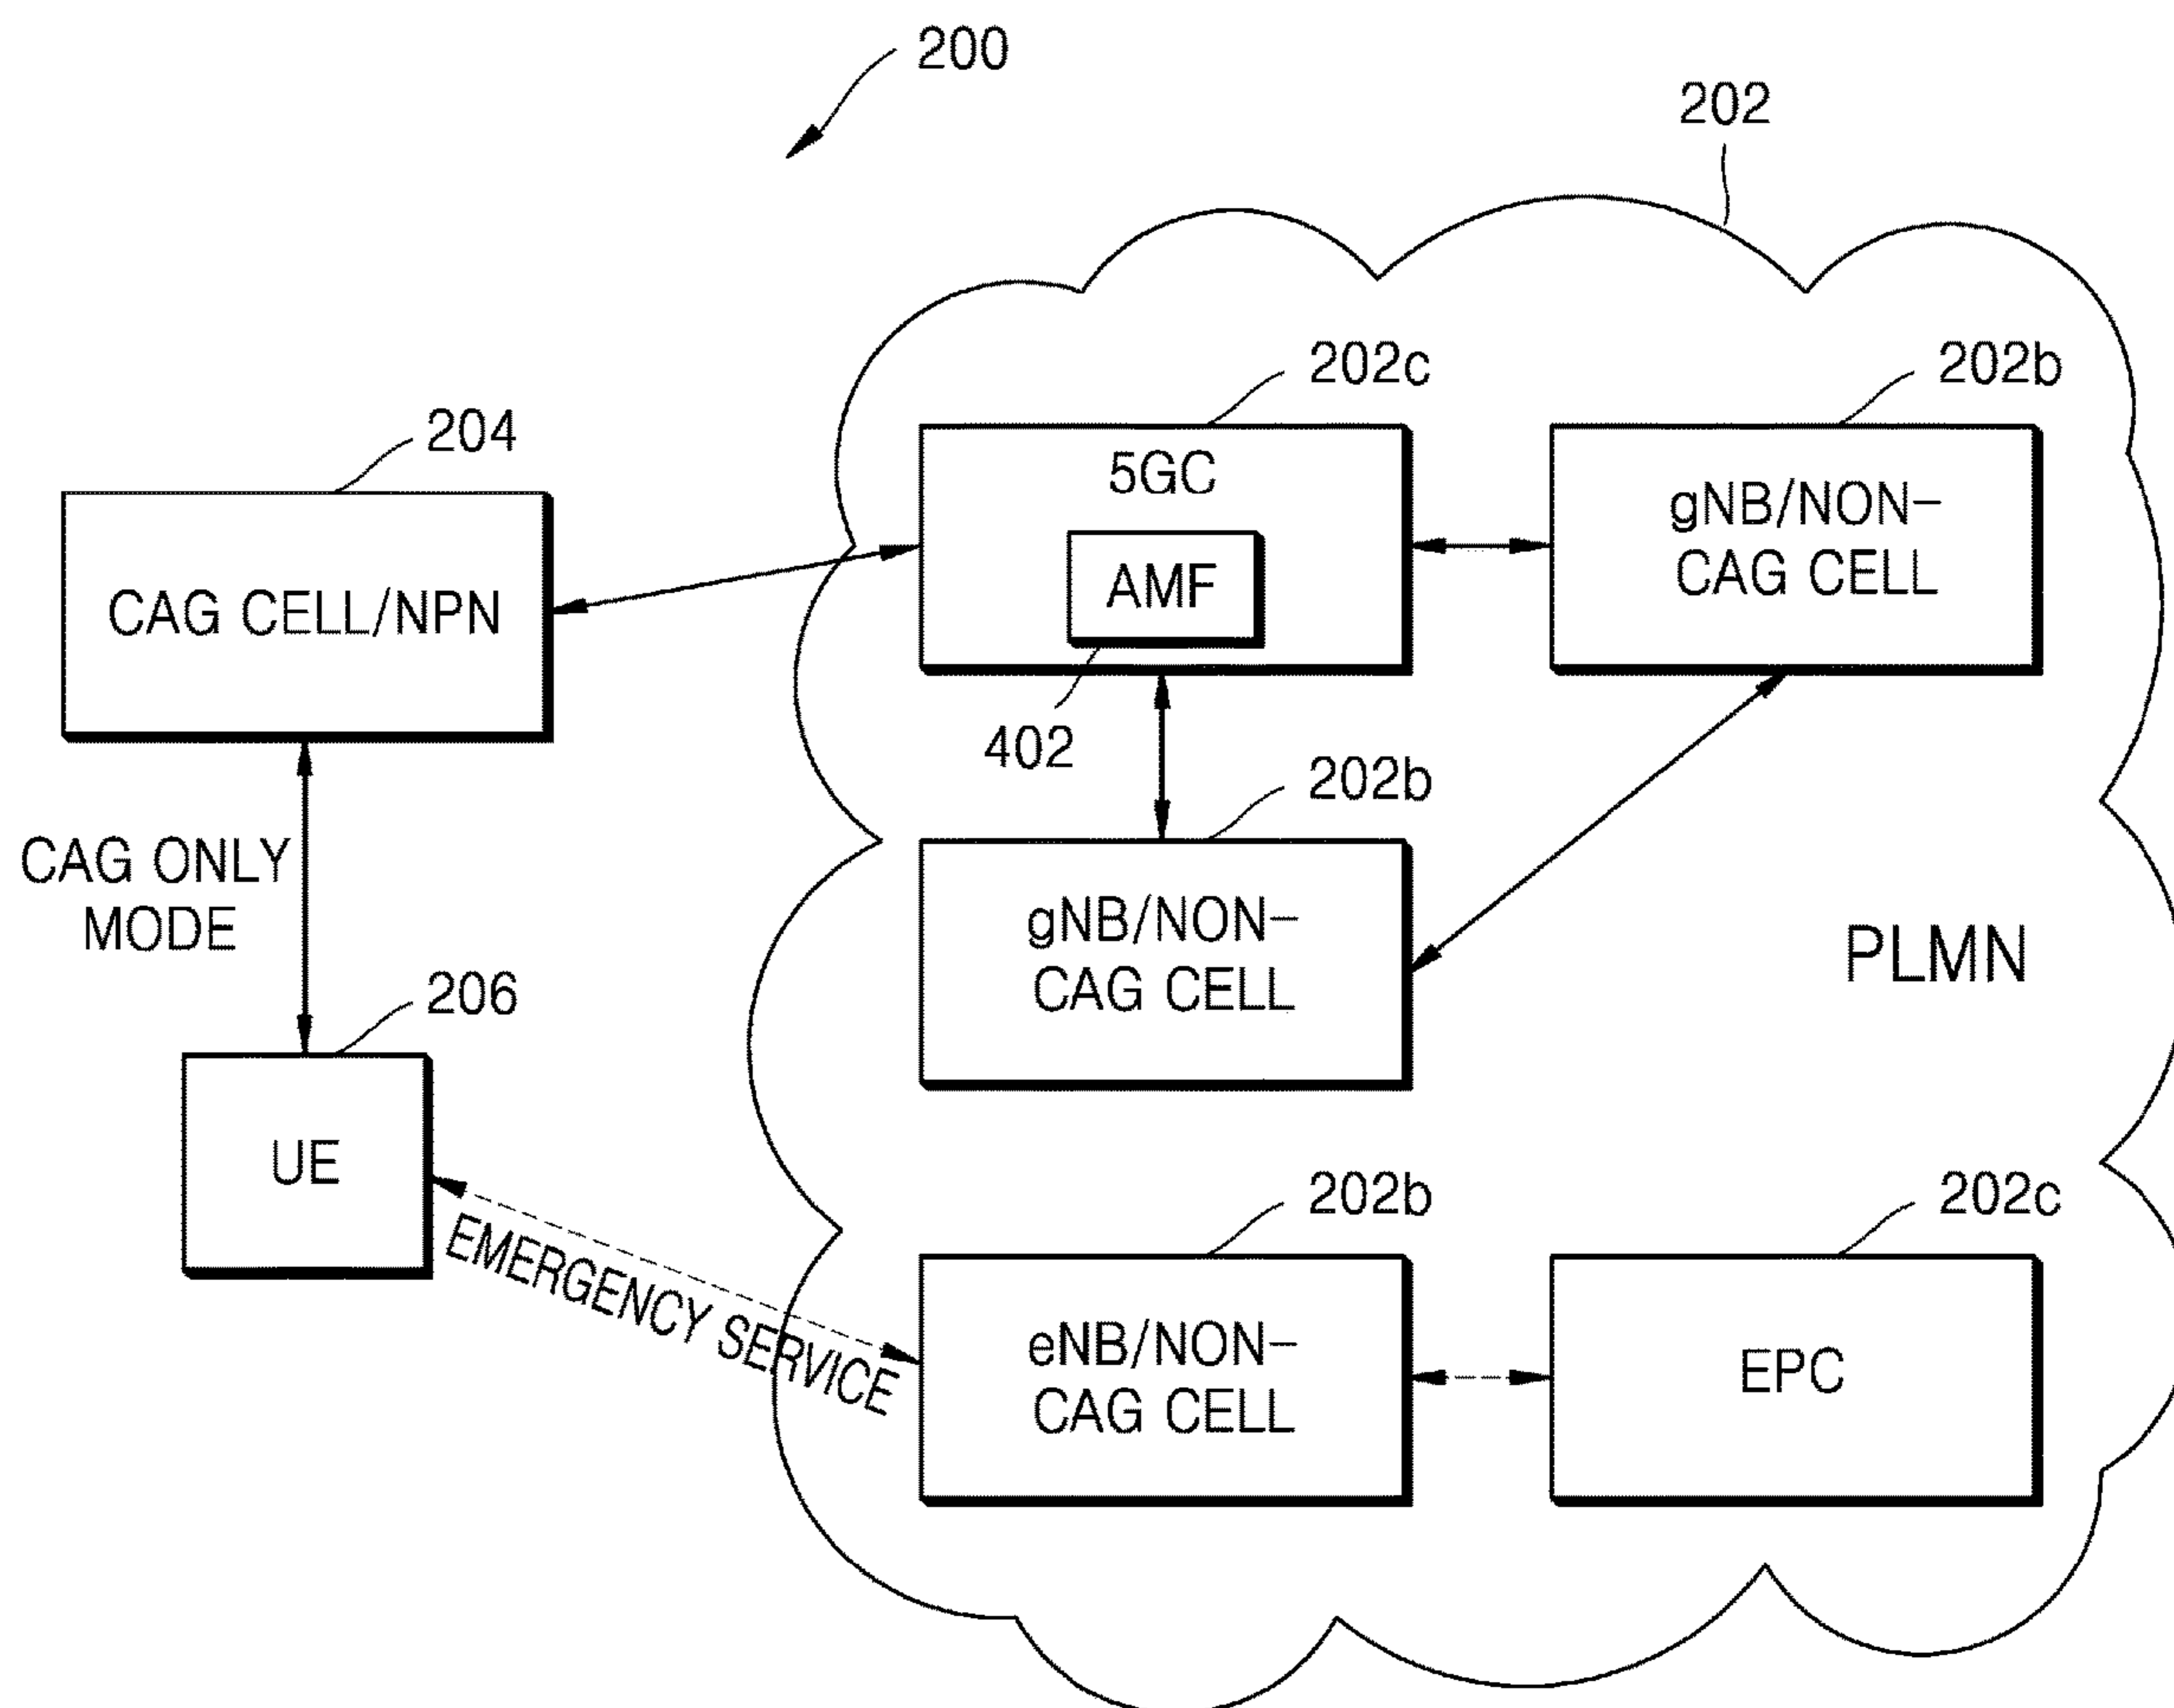 200
202
202c
202b
204
5GC
gNB/NON-
CAG CELL
AMF
CAG CELL/NPN
402
202b
CAG ONLY
MODE
gNB/NON-
CAG CELL
PLMN
206
UE
EMERGENCY SERVICE
202b
202c
eNB/NON-
CAG CELL
EPC